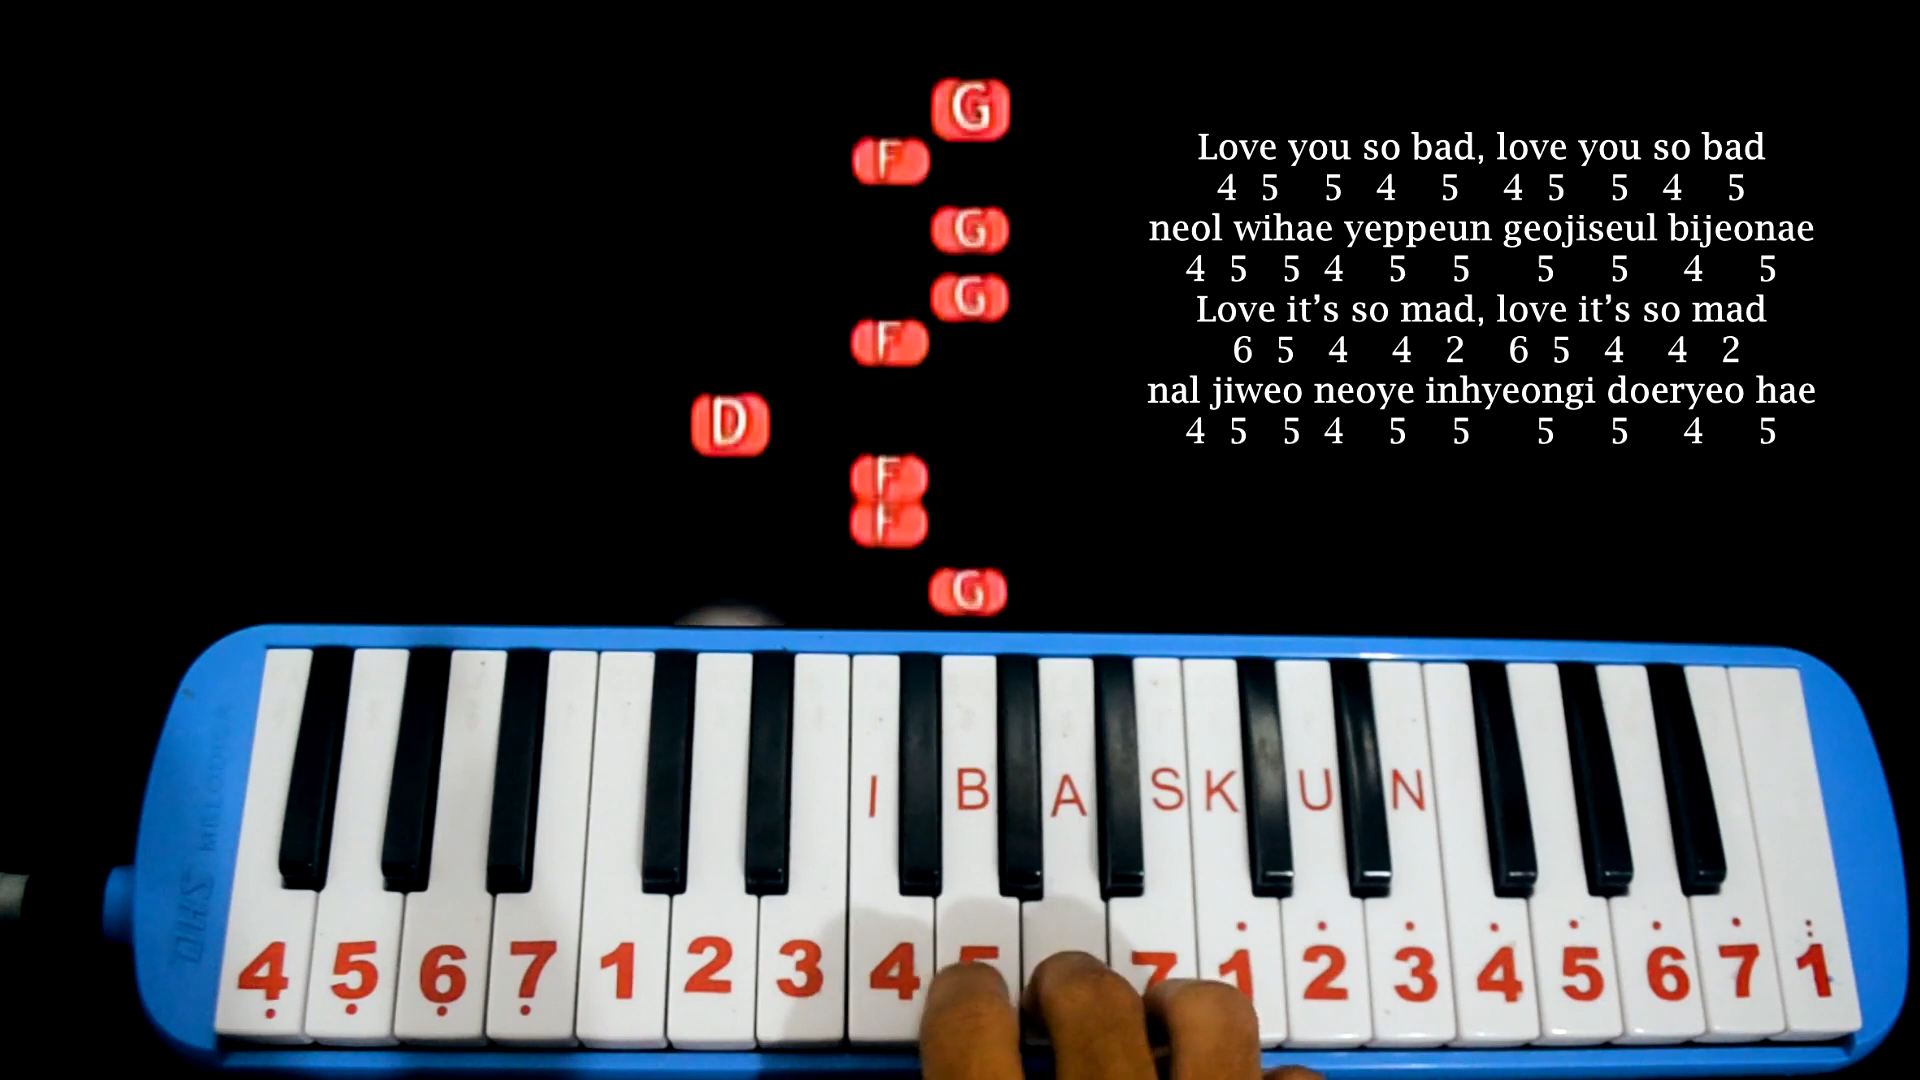 G
F
G
G
F
D
F
F
G
Love you so bad, love you so bad
4 5 5 4 5 4 5 5 4 5
neol wihae yeppeun geojiseul bijeonae
4 5 5 4 5 5 5 5 4 5
Love it's so mad, love it's so mad
6 5 4 4 2 6 5 4 4 2
nal jiweo neoye inhyeongi doeryeo hae
4 5 5 4 5 5 5 5 4 5
MELODICA
I B A S K U N
4 5 6 7 1 2 3 4 5 7 1 2 3 4 5 6 7 1